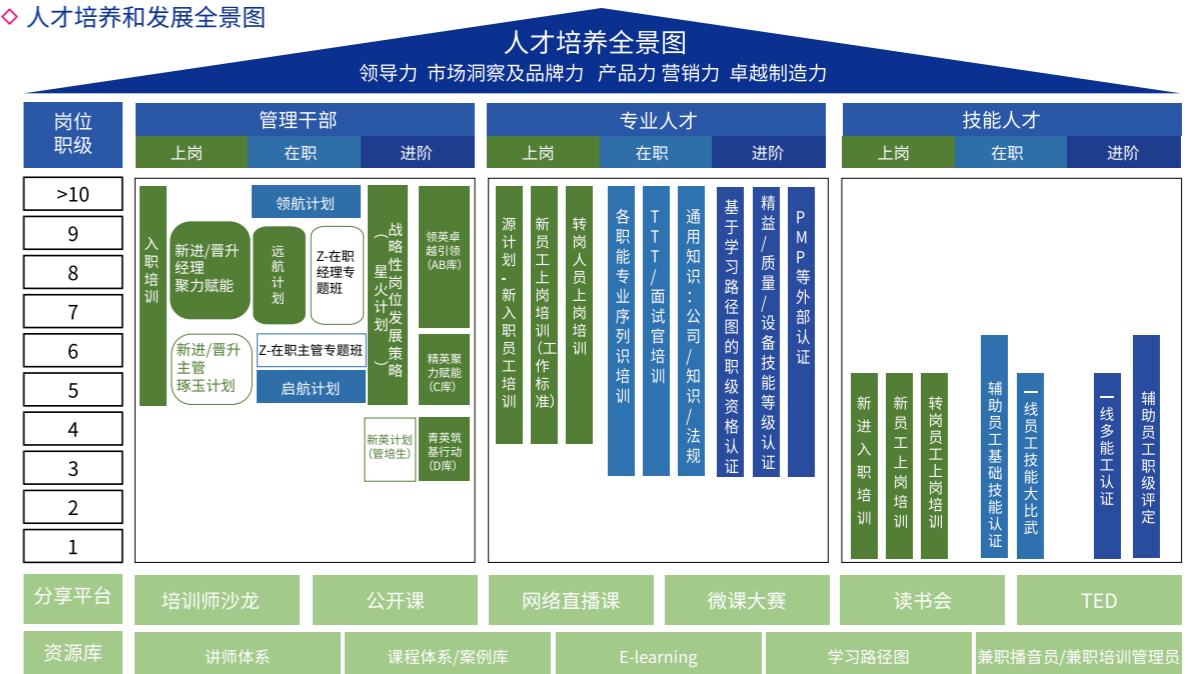 人才培养和发展全景图
人才培养全景图
领导力 市场洞察及品牌力 产品力 营销力 卓越制造力
岗位
职级
管理干部
上岗
在职
进阶
专业人才
上岗
在职
进阶
技能人才
上岗
在职
进阶
>10
9
8
7
6
5
4
3
2
1
入职培训
新进/晋升
经理
聚力赋能
新进/晋升
主管
琢玉计划
领航计划
远航计划
Z-在职
经理专
题班
Z-在职主管专题班
启航计划
战略性岗位发展策略
（星火计划）
领英卓
越引领
（AB库）
精英聚
力赋能
（C库）
新英计划
（管培生）
青英筑
基行动
（D库）
源计划-新入职员工培训
新员工上岗培训（工作标准）
转岗人员上岗培训
各职能专业序列识培训
TTT/面试官培训
通用知识：公司/知识/法规
基于学习路径图的职级资格认证
精益/质量/设备技能等级认证
PMP等外部认证
新进入职培训
新员工上岗培训
转岗员工上岗培训
辅助员工基础技能认证
一线员工技能大比武
一线多能工认证
辅助员工职级评定
分享平台
培训师沙龙
公开课
网络直播课
微课大赛
读书会
TED
资源库
讲师体系
课程体系/案例库
E-learning
学习路径图
兼职播音员/兼职培训管理员